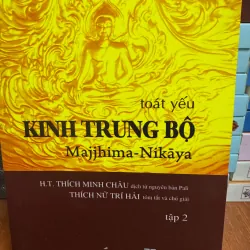 toát yếu
KINH TRUNG BỘ
Majjhima-Nikāya
H.T. THÍCH MINH CHÂU dịch từ nguyên bản Pali
THÍCH NỮ TRÍ HẢI tóm tắt và chú giải
tập 2